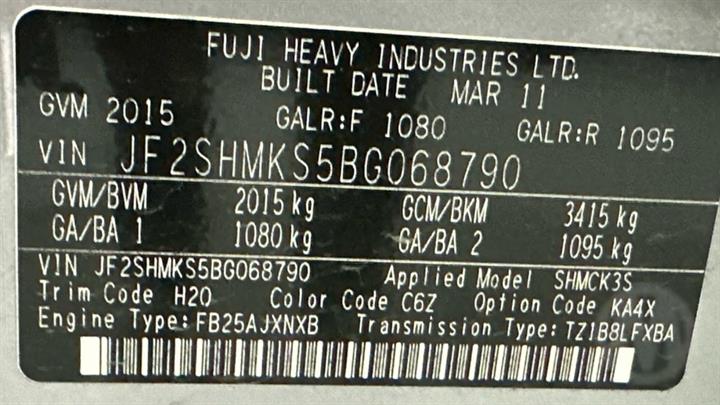 FUJI HEAVY INDUSTRIES LTD.
BUILT DATE MAR 11
GVM 2015 GALR:F 1080 GALR:R 1095
VIN JF2SHMKS5BG068790
GVM/BVM 2015 kg GCM/BKM 3415 kg
GA/BA 1 1080 kg GA/BA 2 1095 kg
VIN JF2SHMKS5BG068790 Applied Model SHMCK3S
Trim Code H20 Color Code C6Z Option Code KA4X
Engine Type:FB25AJXNXB Transmission Type:TZ1B8LFXBA